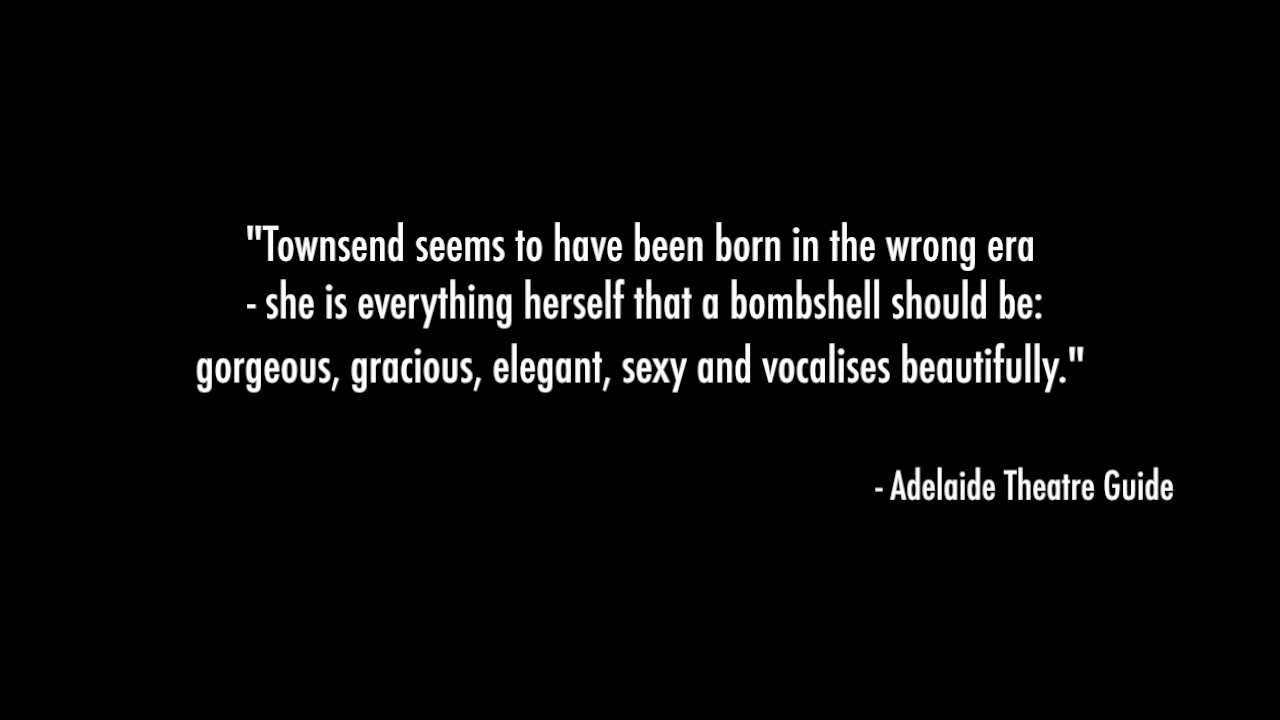 "Townsend seems to have been born in the wrong era
- she is everything herself that a bombshell should be:
gorgeous, gracious, elegant, sexy and vocalises beautifully."
- Adelaide Theatre Guide